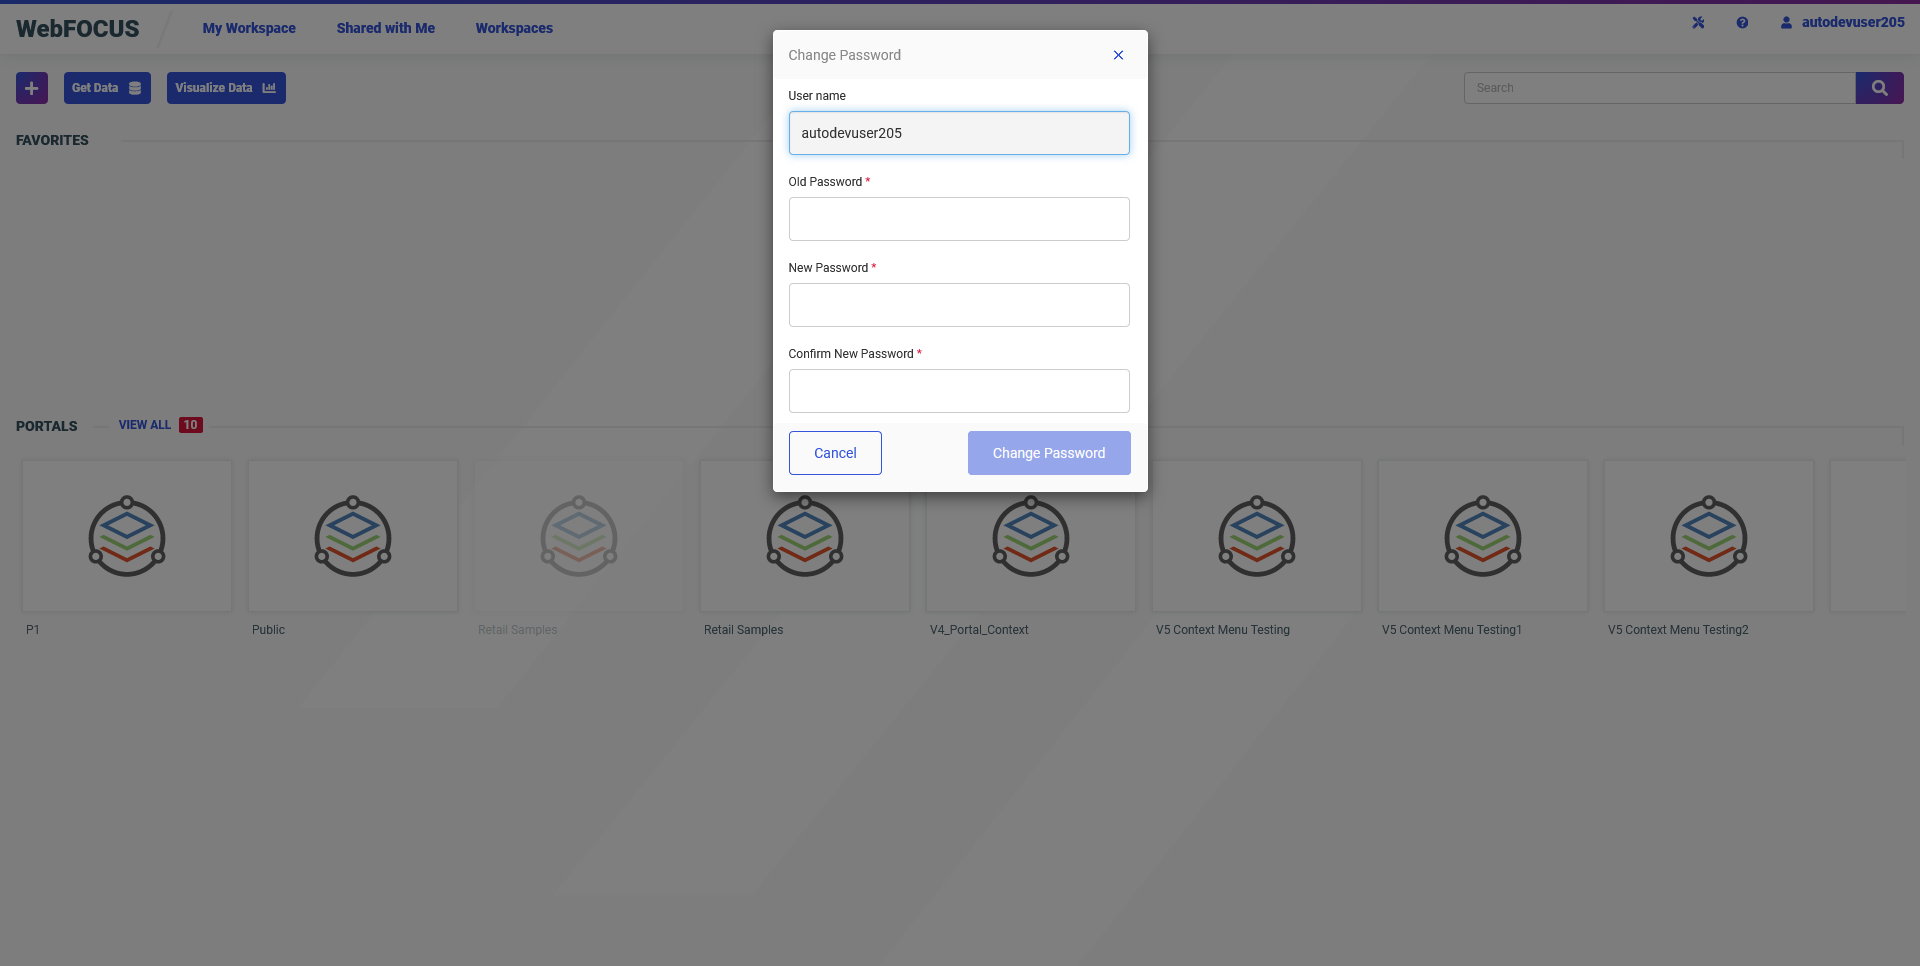 WebFOCUS
My Workspace
Shared with Me
Workspaces
autodevuser205
Get Data
Visualize Data
Search
FAVORITES
Change Password
User name
autodevuser205
Old Password *
New Password *
Confirm New Password *
Cancel
Change Password
PORTALS
VIEW ALL 10
P1
Public
Retail Samples
Retail Samples
V4_Portal_Context
V5 Context Menu Testing
V5 Context Menu Testing1
V5 Context Menu Testing2